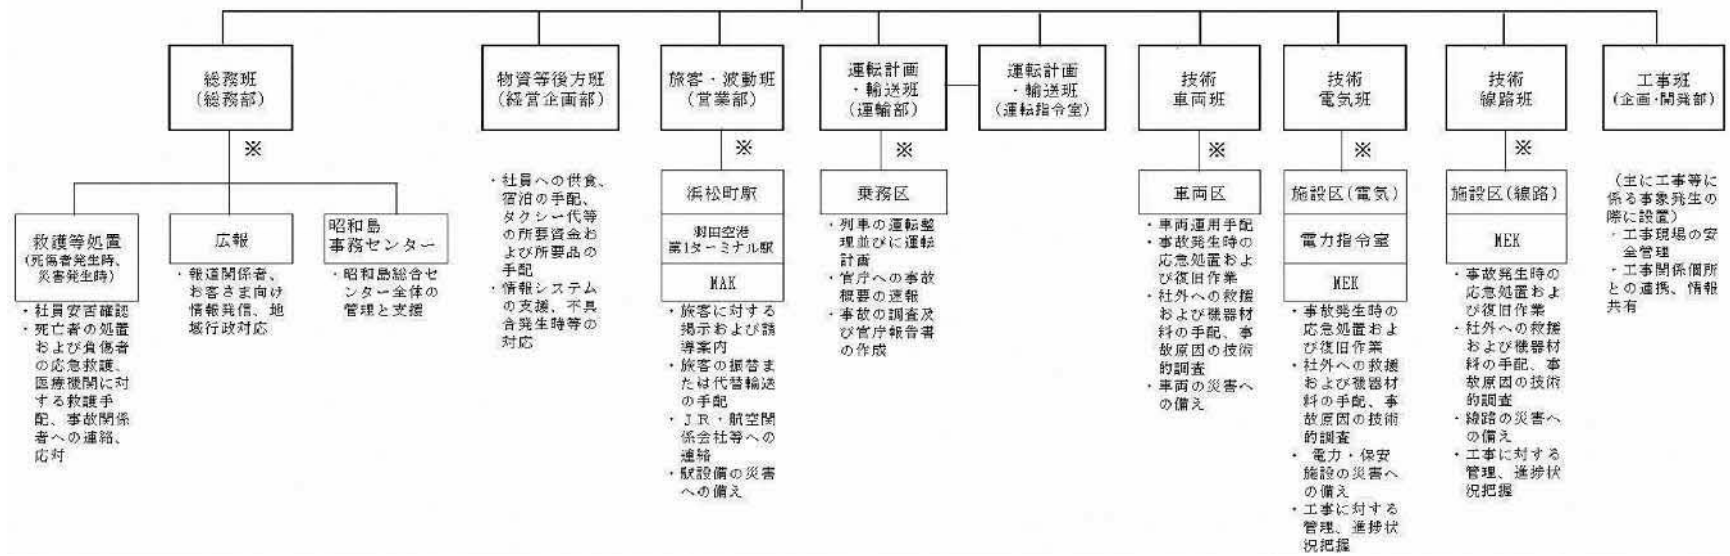 総務班
（総務部）
※
救護等処置
（死傷者発生時、
災害発生時）
・社員安否確認
・死亡者の処置
および負傷者
の応急救護、
医療機関に対
する救護手
配、事故関係
者への連絡、
応対
広報
・報道関係者、
お客さま向け
情報発信、地
域行政対応
昭和島
事務センター
・昭和島総合セ
ンター全体の
管理と支援
物資等後方班
（経営企画部）
・社員への供食、
宿泊の手配、
タクシー代等
の所要資金お
よび所要品の
手配
・情報システム
の支援、不具
合発生時等の
対応
旅客・波動班
（営業部）
※
浜松町駅
羽田空港
第1ターミナル駅
MAK
・旅客に対する
掲示および誘
導案内
・旅客の振替ま
たは代替輸送
の手配
・ＪＲ・航空関
係会社等への
連絡
・駅設備の災害
への備え
運転計画
・輸送班
（運輸部）
※
乗務区
・列車の運転整
理並びに運転
計画
・官庁への事故
概要の速報
・事故の調査及
び官庁報告書
の作成
運転計画
・輸送班
（運転指令室）
技術
車両班
※
車両区
・車両運用手配
・事故発生時の
応急処置およ
び復旧作業
・社外への救援
および機器材
料の手配、事
故原因の技術
的調査
・車両の災害へ
の備え
技術
電気班
※
施設区（電気）
電力指令室
MEK
・事故発生時の
応急処置およ
び復旧作業
・社外への救援
および機器材
料の手配、事
故原因の技術
的調査
・ 電力・保安
施設の災害へ
の備え
・工事に対する
管理、進捗状
況把握
技術
線路班
※
施設区（線路）
MEK
・事故発生時の
応急処置およ
び復旧作業
・社外への救援
および機器材
料の手配、事
故原因の技術
的調査
・線路の災害へ
の備え
・工事に対する
管理、進捗状
況把握
工事班
（企画・開発部）
（主に工事等に
係る事象発生の
際に設置）
・工事現場の安
全管理
・工事関係個所
との連携、情報
共有